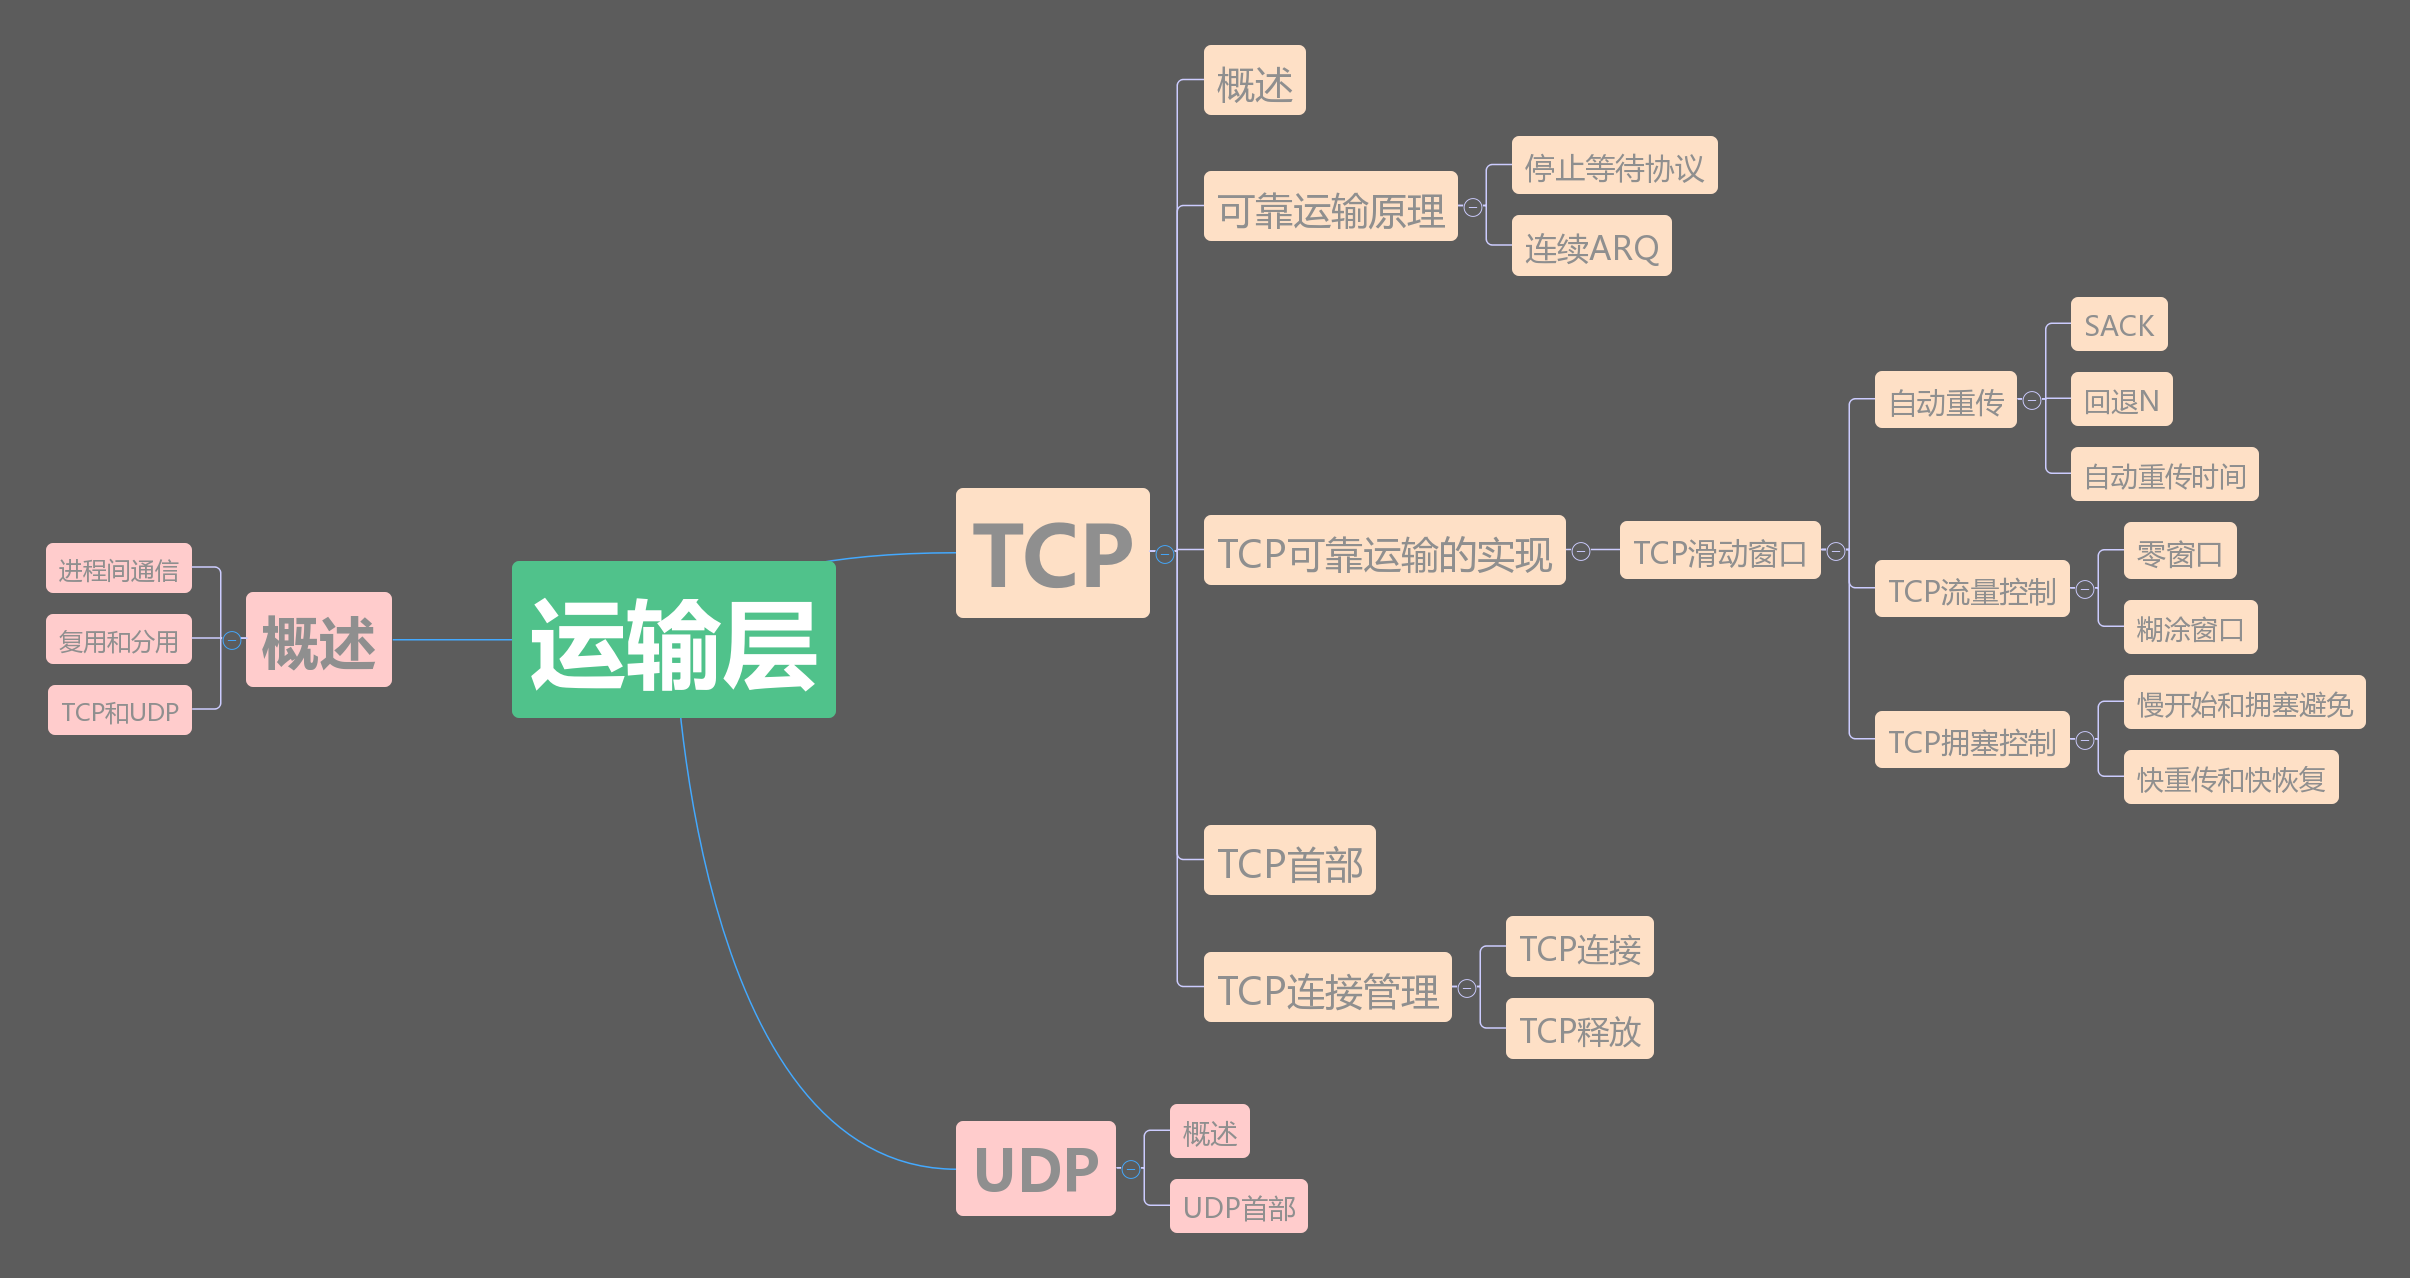 运输层
概述
进程间通信
复用和分用
TCP和UDP
TCP
概述
可靠运输原理
停止等待协议
连续ARQ
TCP可靠运输的实现
TCP滑动窗口
自动重传
SACK
回退N
自动重传时间
TCP流量控制
零窗口
糊涂窗口
TCP拥塞控制
慢开始和拥塞避免
快重传和快恢复
TCP首部
TCP连接管理
TCP连接
TCP释放
UDP
概述
UDP首部